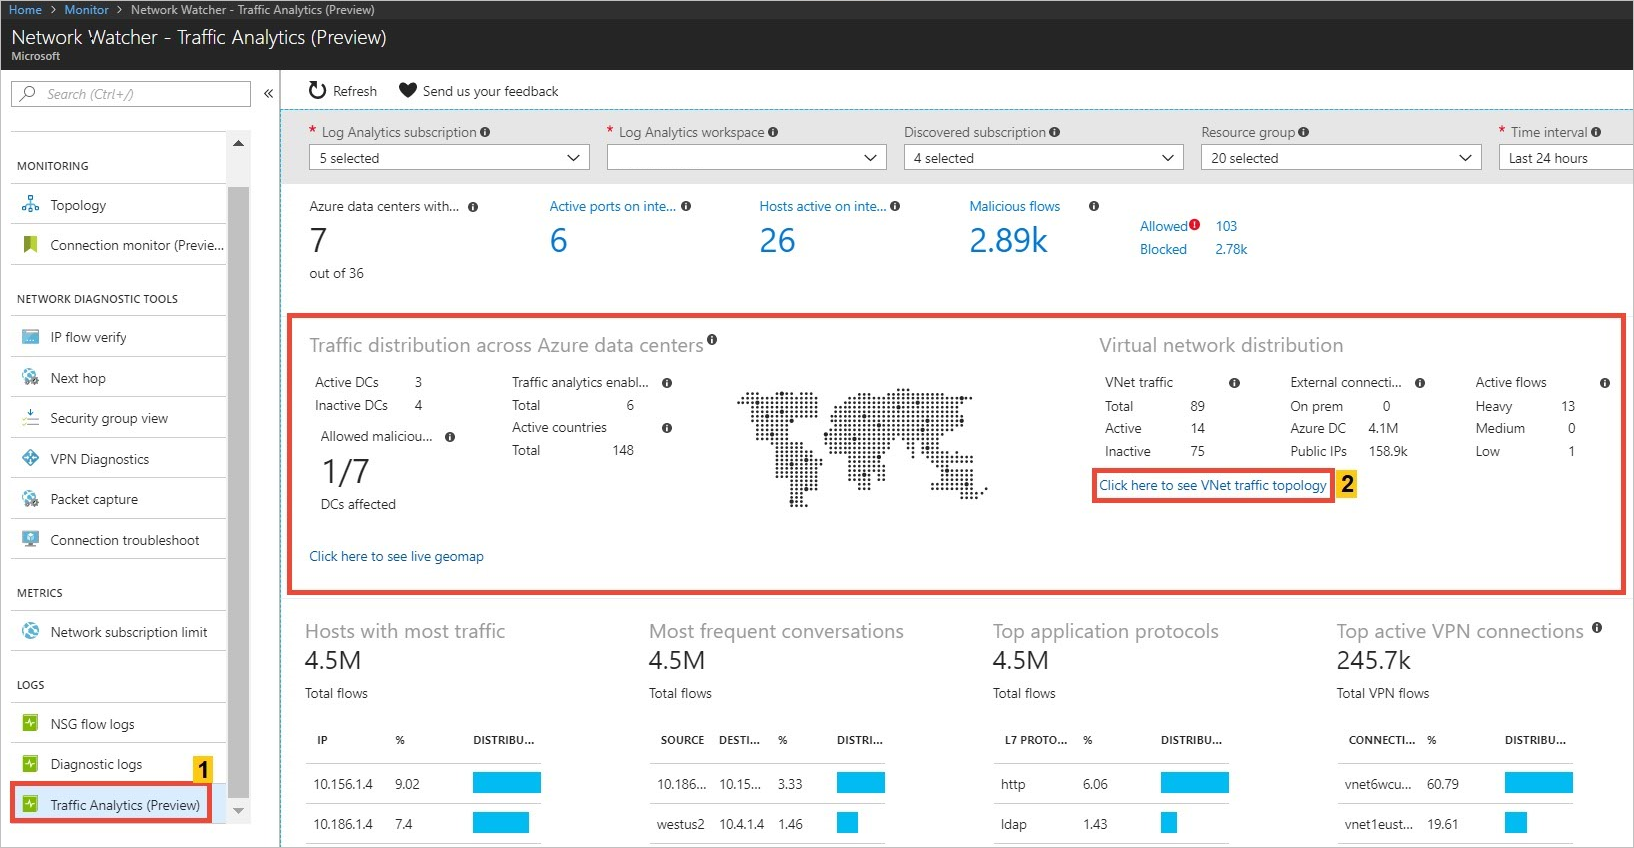 Home > Monitor > Network Watcher - Traffic Analytics (Preview)
Network Watcher - Traffic Analytics (Preview)
Microsoft
Search (Ctrl+/)
«
MONITORING
Topology
Connection monitor (Previe...
NETWORK DIAGNOSTIC TOOLS
IP flow verify
Next hop
Security group view
VPN Diagnostics
Packet capture
Connection troubleshoot
METRICS
Network subscription limit
LOGS
NSG flow logs
Diagnostic logs
1
Traffic Analytics (Preview)
Refresh
Send us your feedback
* Log Analytics subscription
5 selected
* Log Analytics workspace
Discovered subscription
4 selected
Resource group
20 selected
* Time interval
Last 24 hours
Azure data centers with...
7
out of 36
Active ports on inte...
6
Hosts active on inte...
26
Malicious flows
2.89k
Allowed 103
Blocked 2.78k
Traffic distribution across Azure data centers
Active DCs 3
Inactive DCs 4
Allowed maliciou...
1/7
DCs affected
Traffic analytics enabl...
Total 6
Active countries
Total 148
Click here to see live geomap
Virtual network distribution
VNet traffic
Total 89
Active 14
Inactive 75
External connecti...
On prem 0
Azure DC 4.1M
Public IPs 158.9k
Active flows
Heavy 13
Medium 0
Low 1
Click here to see VNet traffic topology
2
Hosts with most traffic
4.5M
Total flows
IP % DISTRIBU...
10.156.1.4 9.02
10.186.1.4 7.4
Most frequent conversations
4.5M
Total flows
SOURCE DESTI... % DISTRI...
10.186... 10.15... 3.33
westus2 10.4.1.4 1.46
Top application protocols
4.5M
Total flows
L7 PROTO... % DISTRIBU...
http 6.06
ldap 1.43
Top active VPN connections
245.7k
Total VPN flows
CONNECTI... % DISTRIBU...
vnet6wcu... 60.79
vnet1eust... 19.61